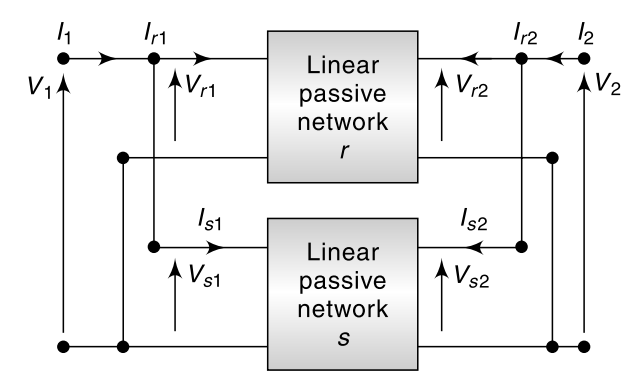 I1 Ir1 Ir2 I2
V1 Vr1 Linear passive network r Vr2 V2
Is1 Is2
Vs1 Linear passive network s Vs2